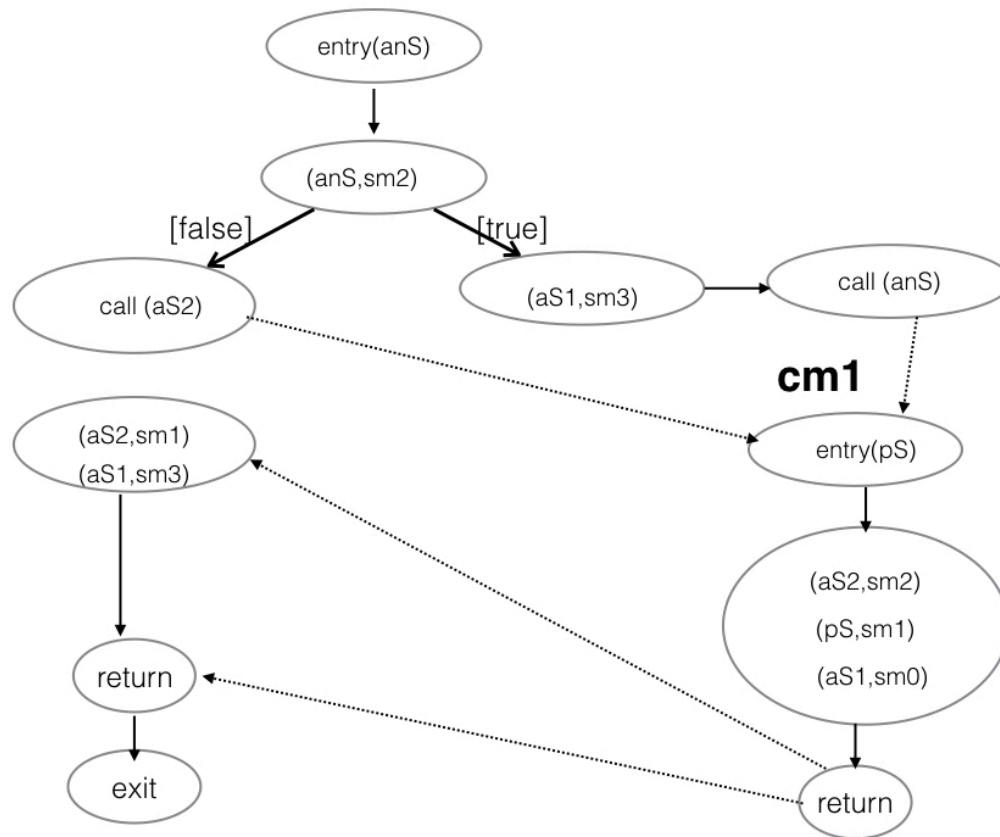 entry(anS)
(anS,sm2)
[false]
[true]
call (aS2)
(aS1,sm3)
call (anS)
cm1
(aS2,sm1)
(aS1,sm3)
entry(pS)
(aS2,sm2)
(pS,sm1)
(aS1,sm0)
return
exit
return